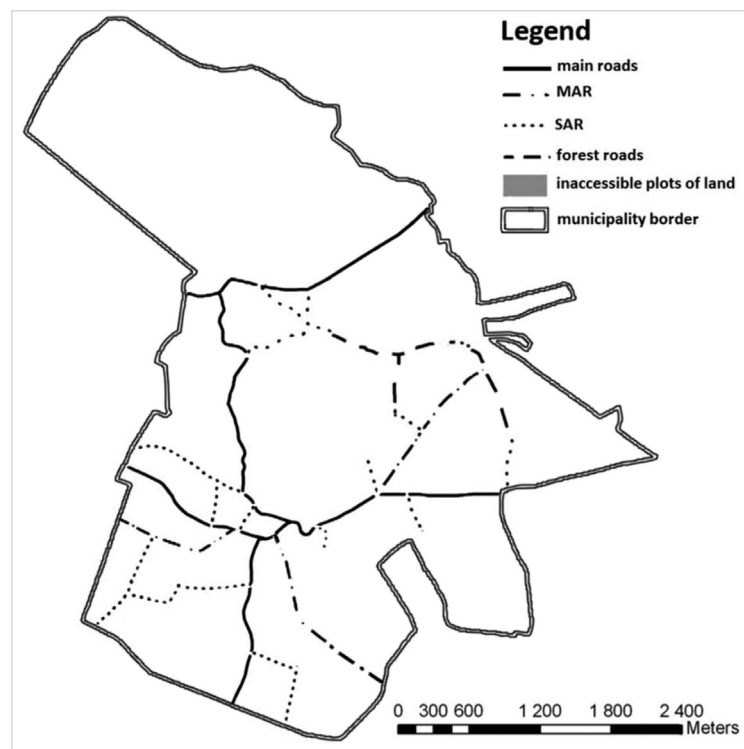 Legend
main roads
MAR
SAR
forest roads
inaccessible plots of land
municipality border
0 300 600 1 200 1 800 2 400
Meters